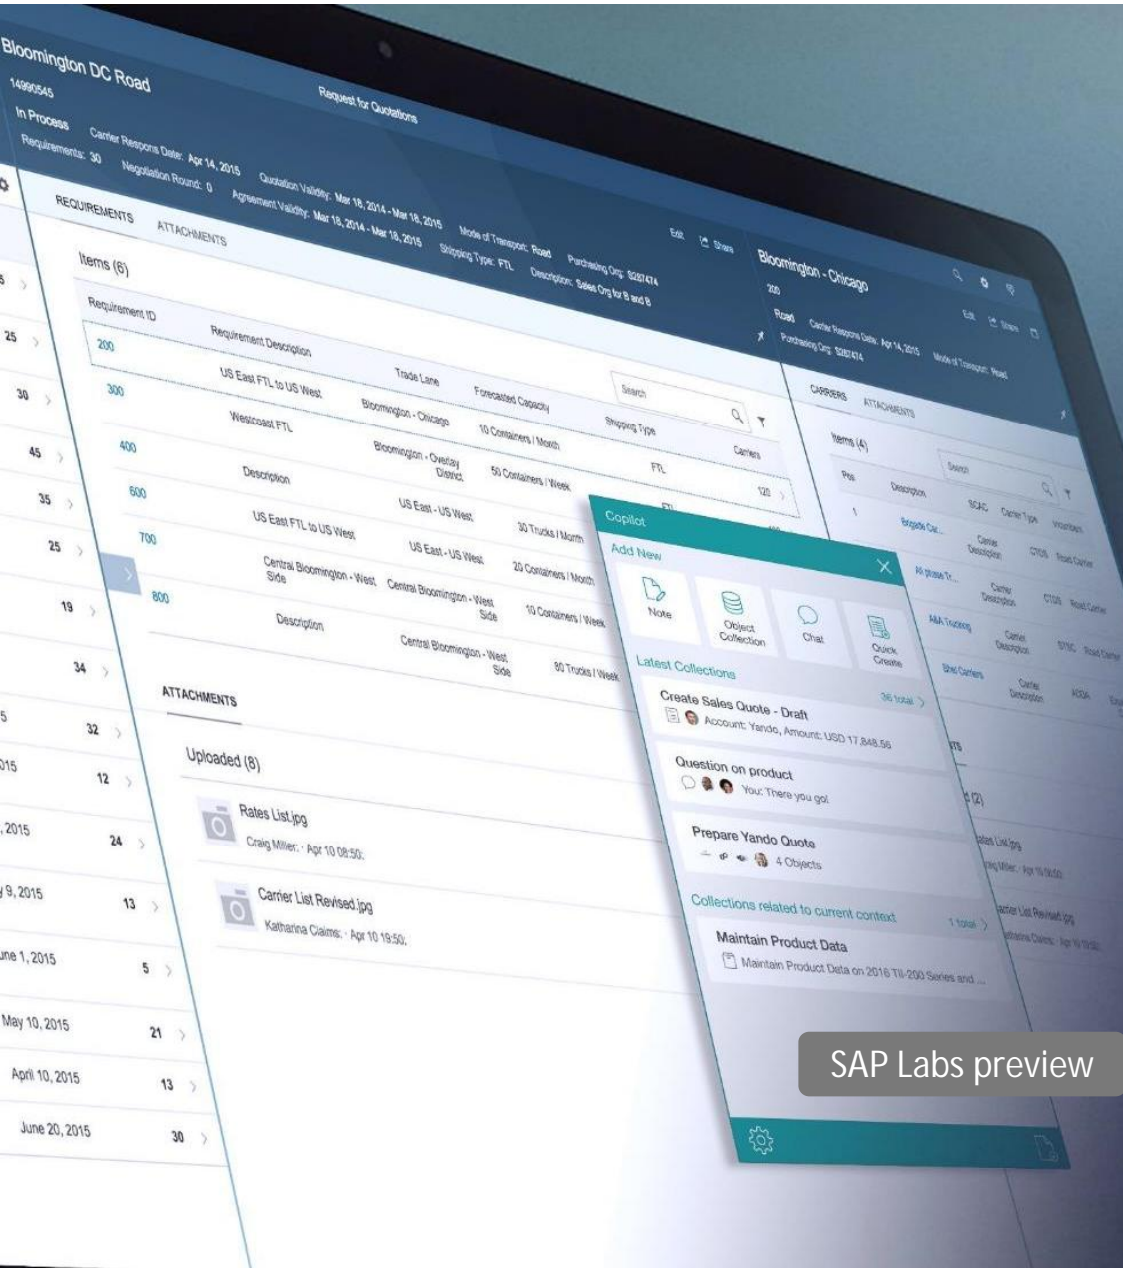 Bloomington DC Road
Request for Quotations
14990545
In Process
Carrier Respons Date: Apr 14, 2015
Quotation Validity: Mar 18, 2014 - Mar 18, 2015
Mode of Transport: Road
Purchasing Org: S287474
Requirements: 30
Negotiation Round: 0
Agreement Validity: Mar 18, 2014 - Mar 18, 2015
Shipping Type: FTL
Description: Sales Org for B and B
Edit
Share
REQUIREMENTS
ATTACHMENTS
Items (6)
Search
Requirement ID
Requirement Description
Trade Lane
Forecasted Capacity
Shipping Type
Carriers
200
US East FTL to US West
Bloomington - Chicago
10 Containers / Month
FTL
120
300
Westcoast FTL
Bloomington - Overlay
District
50 Containers / Week
400
Description
US East - US West
30 Trucks / Month
600
US East FTL to US West
US East - US West
20 Containers / Month
700
Central Bloomington - West
Side
Central Bloomington - West
Side
10 Containers / Week
800
Description
Central Bloomington - West
Side
80 Trucks / Week
ATTACHMENTS
Uploaded (8)
Rates List.jpg
Craig Miller: · Apr 10 08:50:
Carrier List Revised.jpg
Katharina Claims: · Apr 10 19:50:
25
30
45
35
25
19
34
32
12
, 2015
24
9, 2015
13
June 1, 2015
5
May 10, 2015
21
April 10, 2015
13
June 20, 2015
30
Bloomington - Chicago
200
Road
Carrier Respons Date: Apr 14, 2015
Mode of Transport: Road
Purchasing Org: S287474
Edit
Share
CARRIERS
ATTACHMENTS
Items (4)
Search
Pos
Description
SCAC
Carrier Type
Incumben
1
Brigade Car...
Carrier
Description
CTDS
Road Carrier
All phase Tr...
Carrier
Description
CTDS
Road Carrier
A&A Trucking
Carrier
Description
Road Carrier
Bhel Carriers
Carrier
Description
Copilot
Add New
Note
Object
Collection
Chat
Quick
Create
Latest Collections
36 total
Create Sales Quote - Draft
Account: Yando, Amount: USD 17,848.56
Question on product
You: There you go!
Prepare Yando Quote
4 Objects
Collections related to current context
1 total
Maintain Product Data
Maintain Product Data on 2016 TII-200 Series and ...
SAP Labs preview